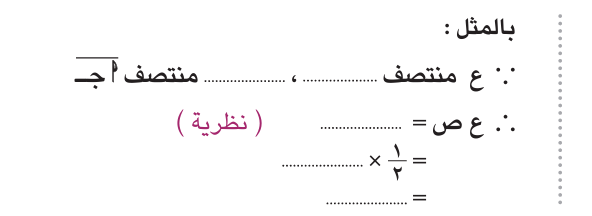 بالمثل :
∵ ع منتصف .................... ، .................... منتصف أجـ
∴ ع ص = .................... ( نظرية )
= ١/٢ × ....................
= ....................